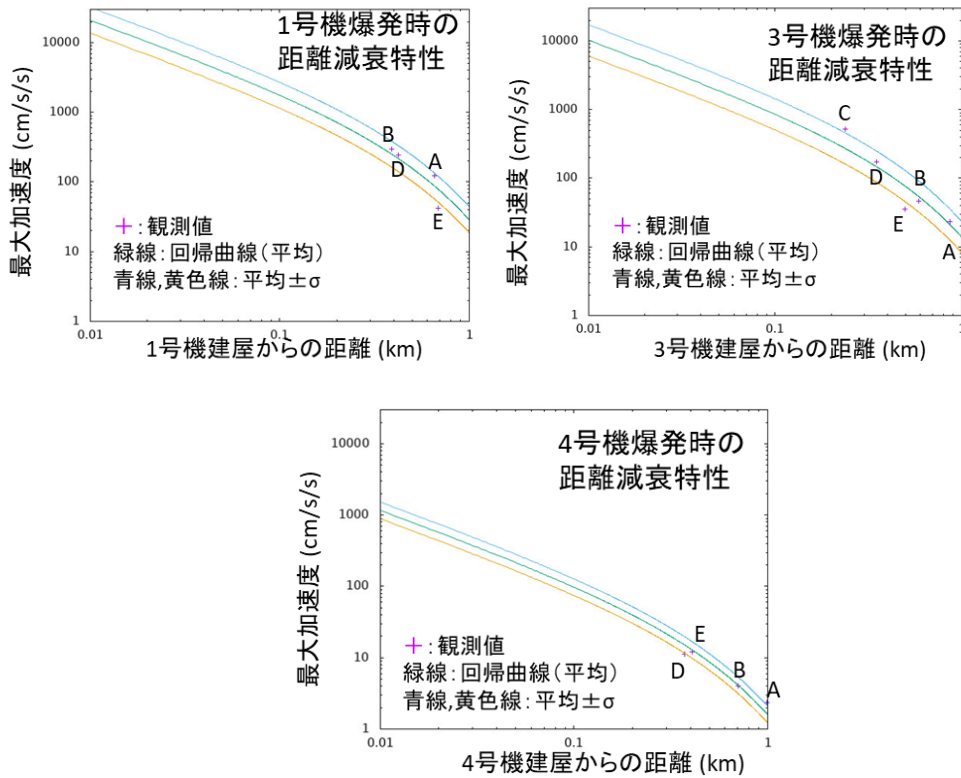 1号機爆発時の
距離減衰特性
最大加速度 (cm/s/s)
10000
1000
100
10
1
B
D
A
E
+:観測値
緑線:回帰曲線(平均)
青線,黄色線:平均±σ
0.01
0.1
1
1号機建屋からの距離 (km)
3号機爆発時の
距離減衰特性
最大加速度 (cm/s/s)
10000
1000
100
10
1
C
D
B
E
A
+:観測値
緑線:回帰曲線(平均)
青線,黄色線:平均±σ
0.01
0.1
1
3号機建屋からの距離 (km)
4号機爆発時の
距離減衰特性
最大加速度 (cm/s/s)
10000
1000
100
10
1
E
D
B
A
+:観測値
緑線:回帰曲線(平均)
青線,黄色線:平均±σ
0.01
0.1
1
4号機建屋からの距離 (km)